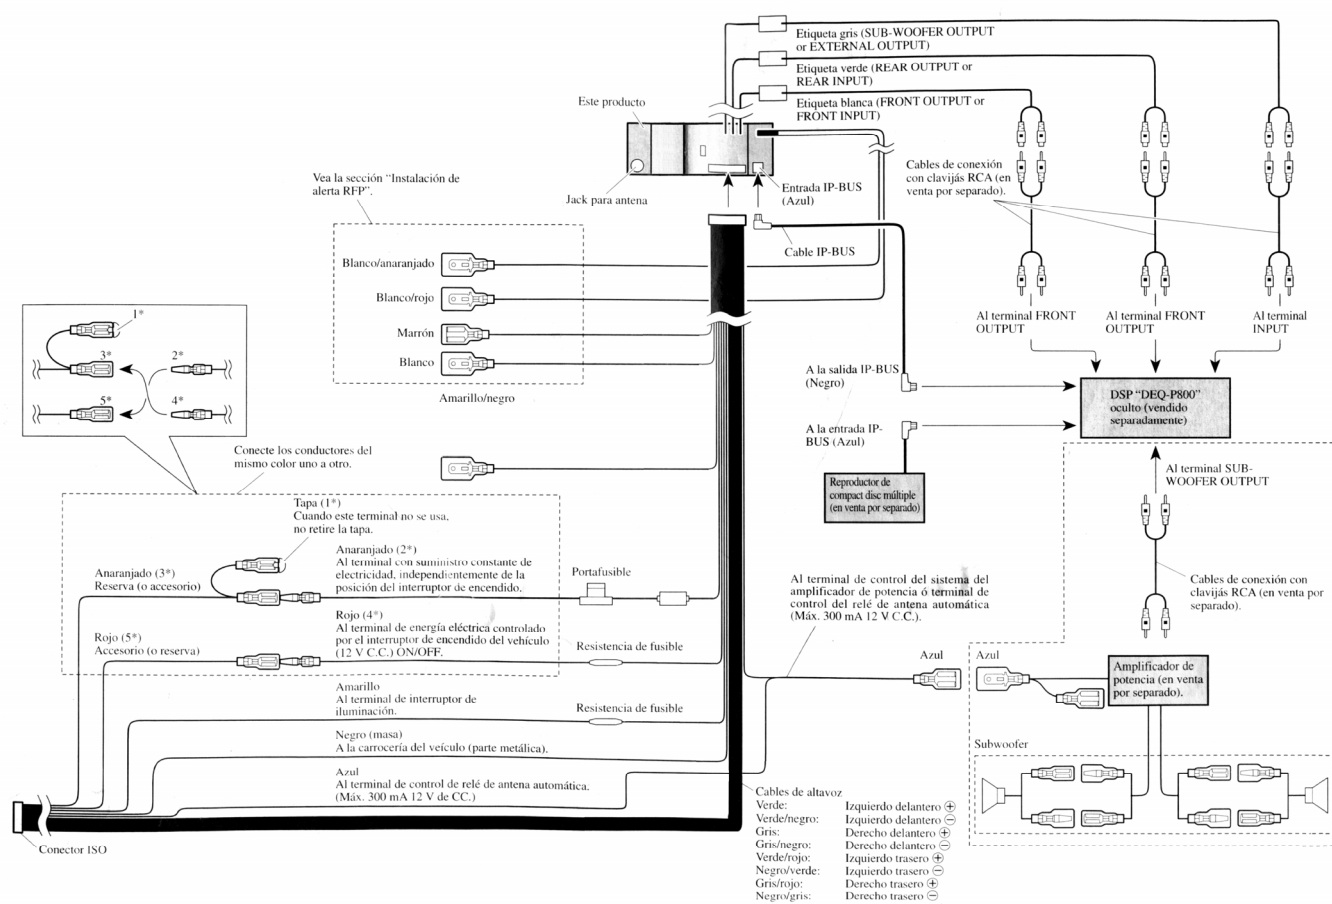 Etiqueta gris (SUB-WOOFER OUTPUT
or EXTERNAL OUTPUT)
Etiqueta verde (REAR OUTPUT or
REAR INPUT)
Etiqueta blanca (FRONT OUTPUT or
FRONT INPUT)
Este producto
Jack para antena
Entrada IP-BUS
(Azul)
Cable IP-BUS
Cables de conexión
con clavijás RCA (en
venta por separado).
Vea la sección “Instalación de
alerta RFP”.
Blanco/anaranjado
Blanco/rojo
Marrón
Blanco
Amarillo/negro
1*
3*
2*
5*
4*
Al terminal FRONT
OUTPUT
Al terminal FRONT
OUTPUT
Al terminal
INPUT
A la salida IP-BUS
(Negro)
A la entrada IP-
BUS (Azul)
DSP “DEQ-P800”
oculto (vendido
separadamente)
Reproductor de
compact disc múltiple
(en venta por separado)
Conecte los conductores del
mismo color uno a otro.
Tapa (1*)
Cuando este terminal no se usa,
no retire la tapa.
Anaranjado (2*)
Al terminal con suministro constante de
electricidad, independientemente de la
posición del interruptor de encendido.
Anaranjado (3*)
Reserva (o accesorio)
Portafusible
Rojo (4*)
Al terminal de energía eléctrica controlado
por el interruptor de encendido del vehículo
(12 V C.C.) ON/OFF.
Rojo (5*)
Accesorio (o reserva)
Resistencia de fusible
Amarillo
Al terminal de interruptor de
iluminación.
Resistencia de fusible
Negro (masa)
A la carrocería del veículo (parte metálica).
Azul
Al terminal de control de relé de antena automática.
(Máx. 300 mA 12 V de CC.)
Conector ISO
Al terminal de control del sistema del
amplificador de potencia ó terminal de
control del relé de antena automática
(Máx. 300 mA 12 V C.C.).
Azul
Azul
Al terminal SUB-
WOOFER OUTPUT
Cables de conexión con
clavijás RCA (en venta por
separado).
Amplificador de
potencia (en venta
por separado).
Subwoofer
Cables de altavoz
Verde: Izquierdo delantero ⊕
Verde/negro: Izquierdo delantero ⊖
Gris: Derecho delantero ⊕
Gris/negro: Derecho delantero ⊖
Verde/rojo: Izquierdo trasero ⊕
Negro/verde: Izquierdo trasero ⊖
Gris/rojo: Derecho trasero ⊕
Negro/gris: Derecho trasero ⊖